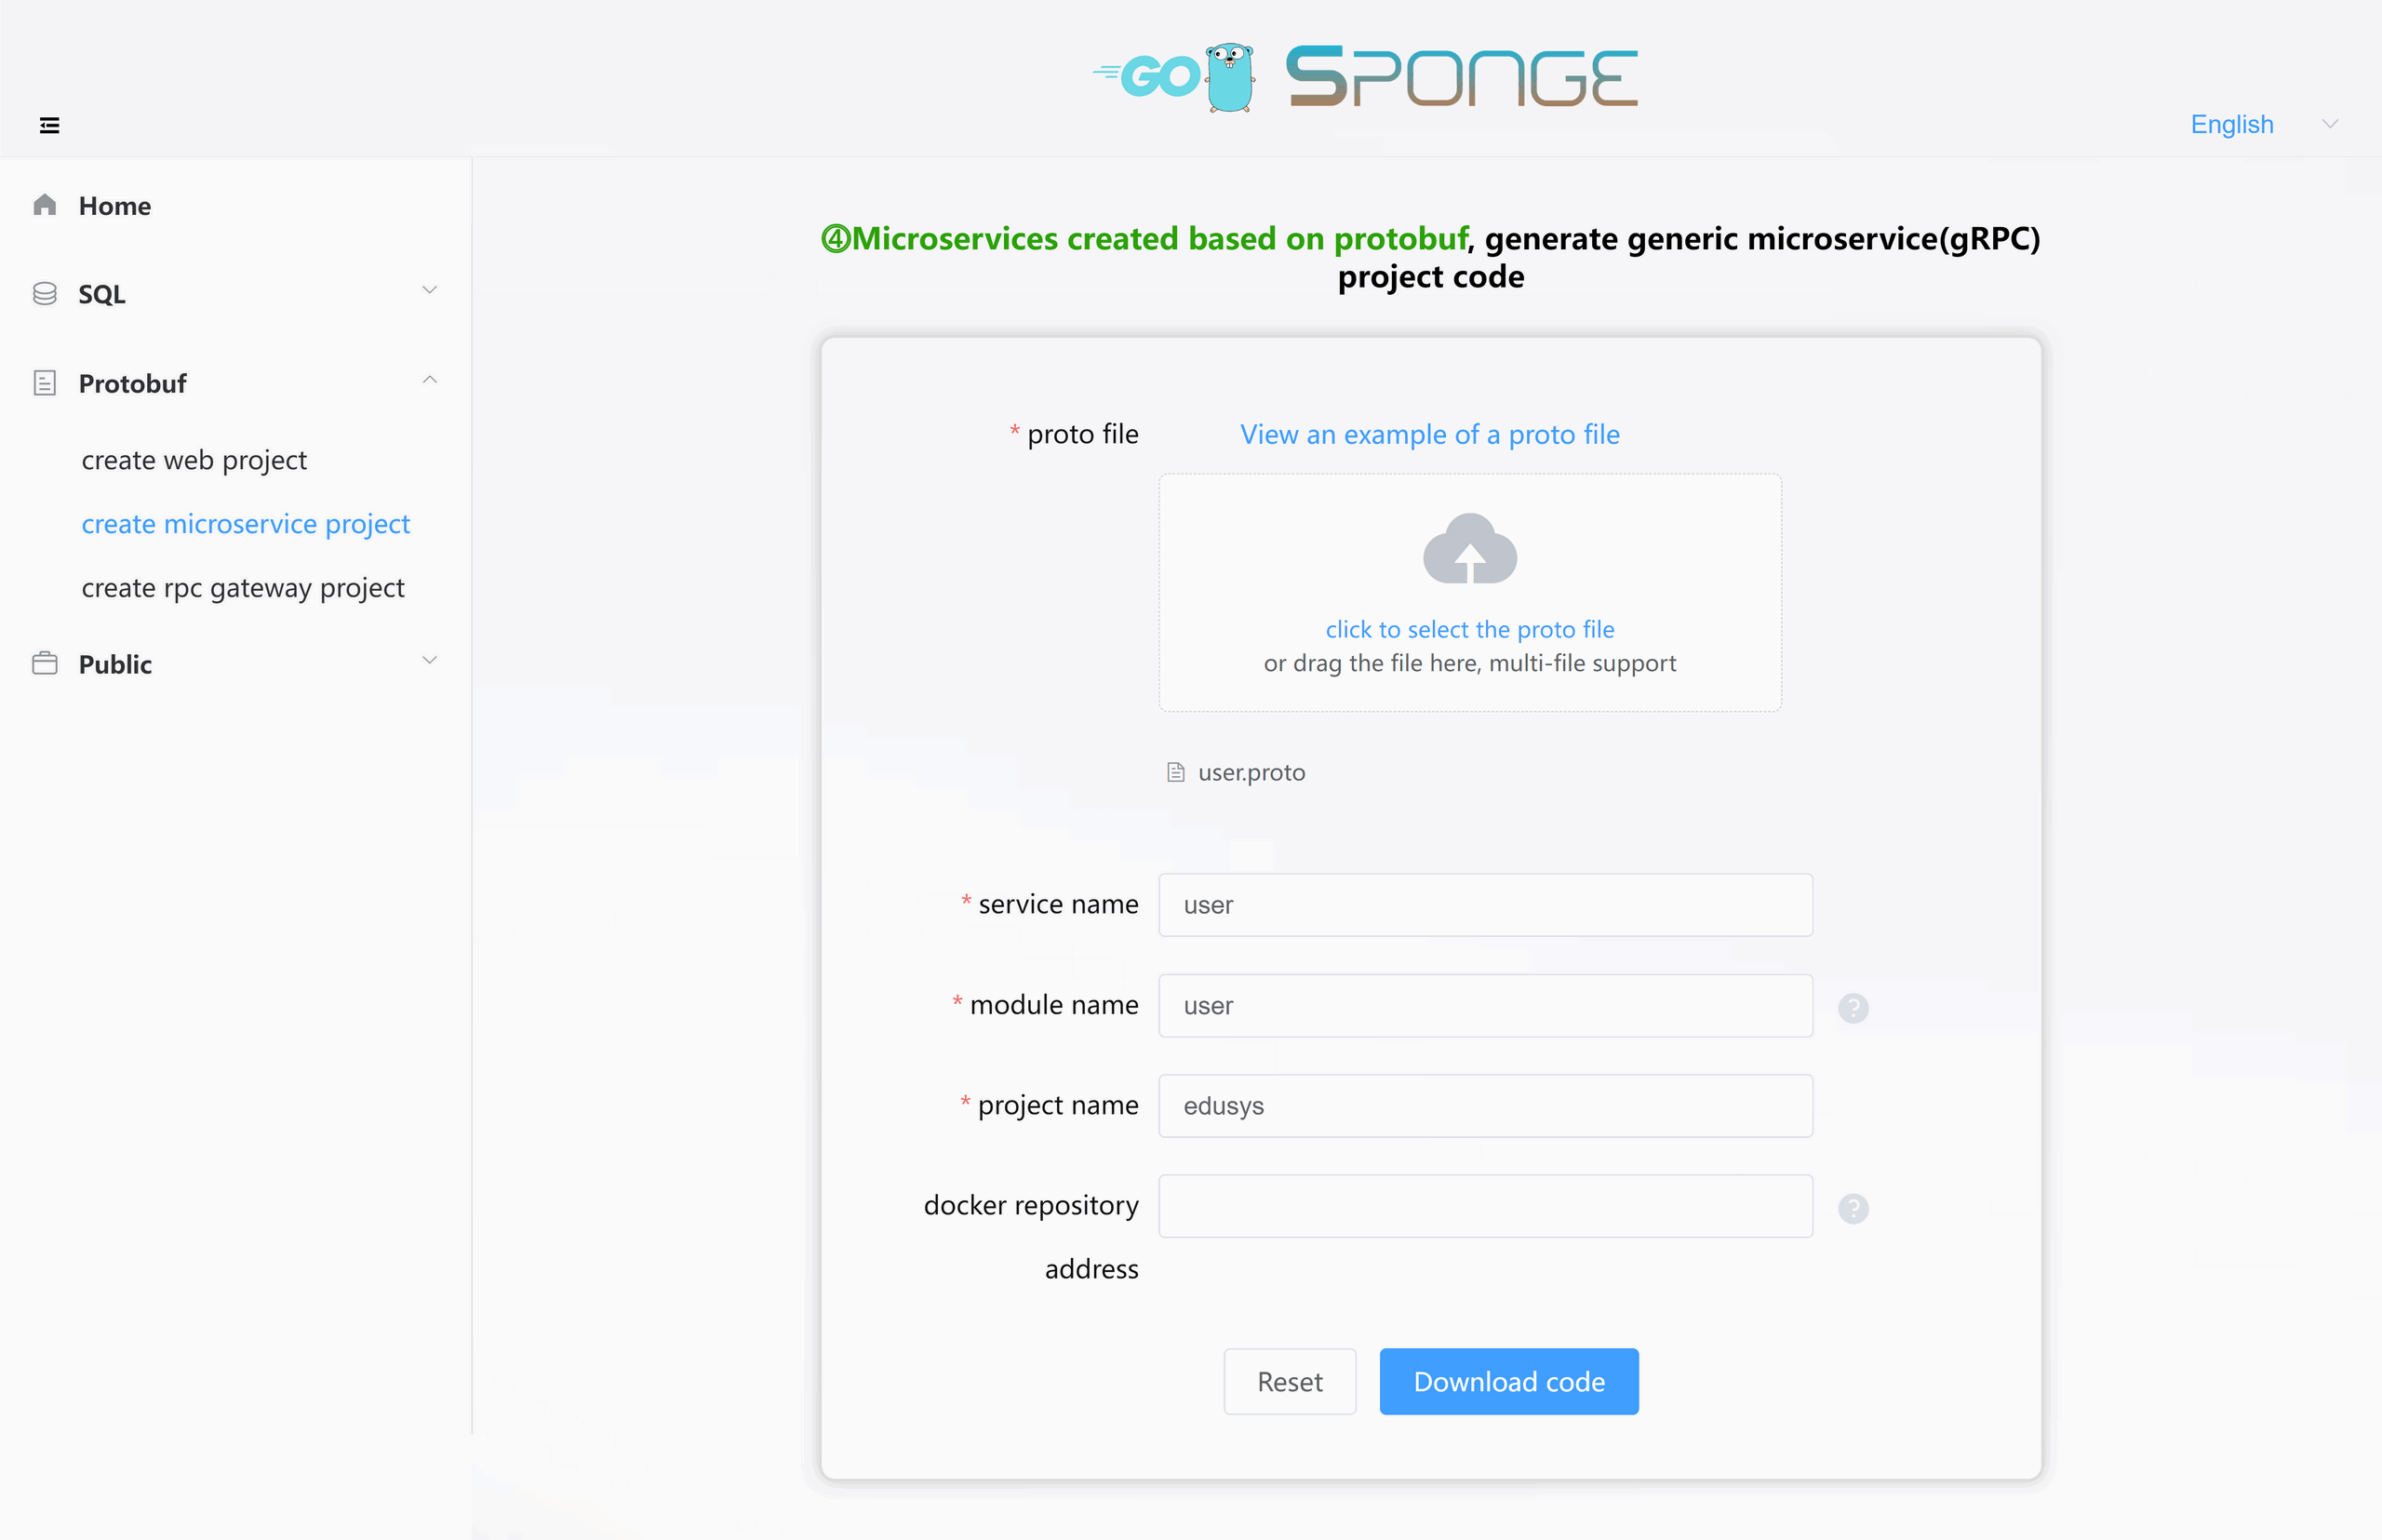 GO SPONGE
English
Home
SQL
Protobuf
create web project
create microservice project
create rpc gateway project
Public
④Microservices created based on protobuf, generate generic microservice(gRPC)
project code
* proto file
View an example of a proto file
click to select the proto file
or drag the file here, multi-file support
user.proto
* service name
user
* module name
user
?
* project name
edusys
docker repository
address
?
Reset
Download code